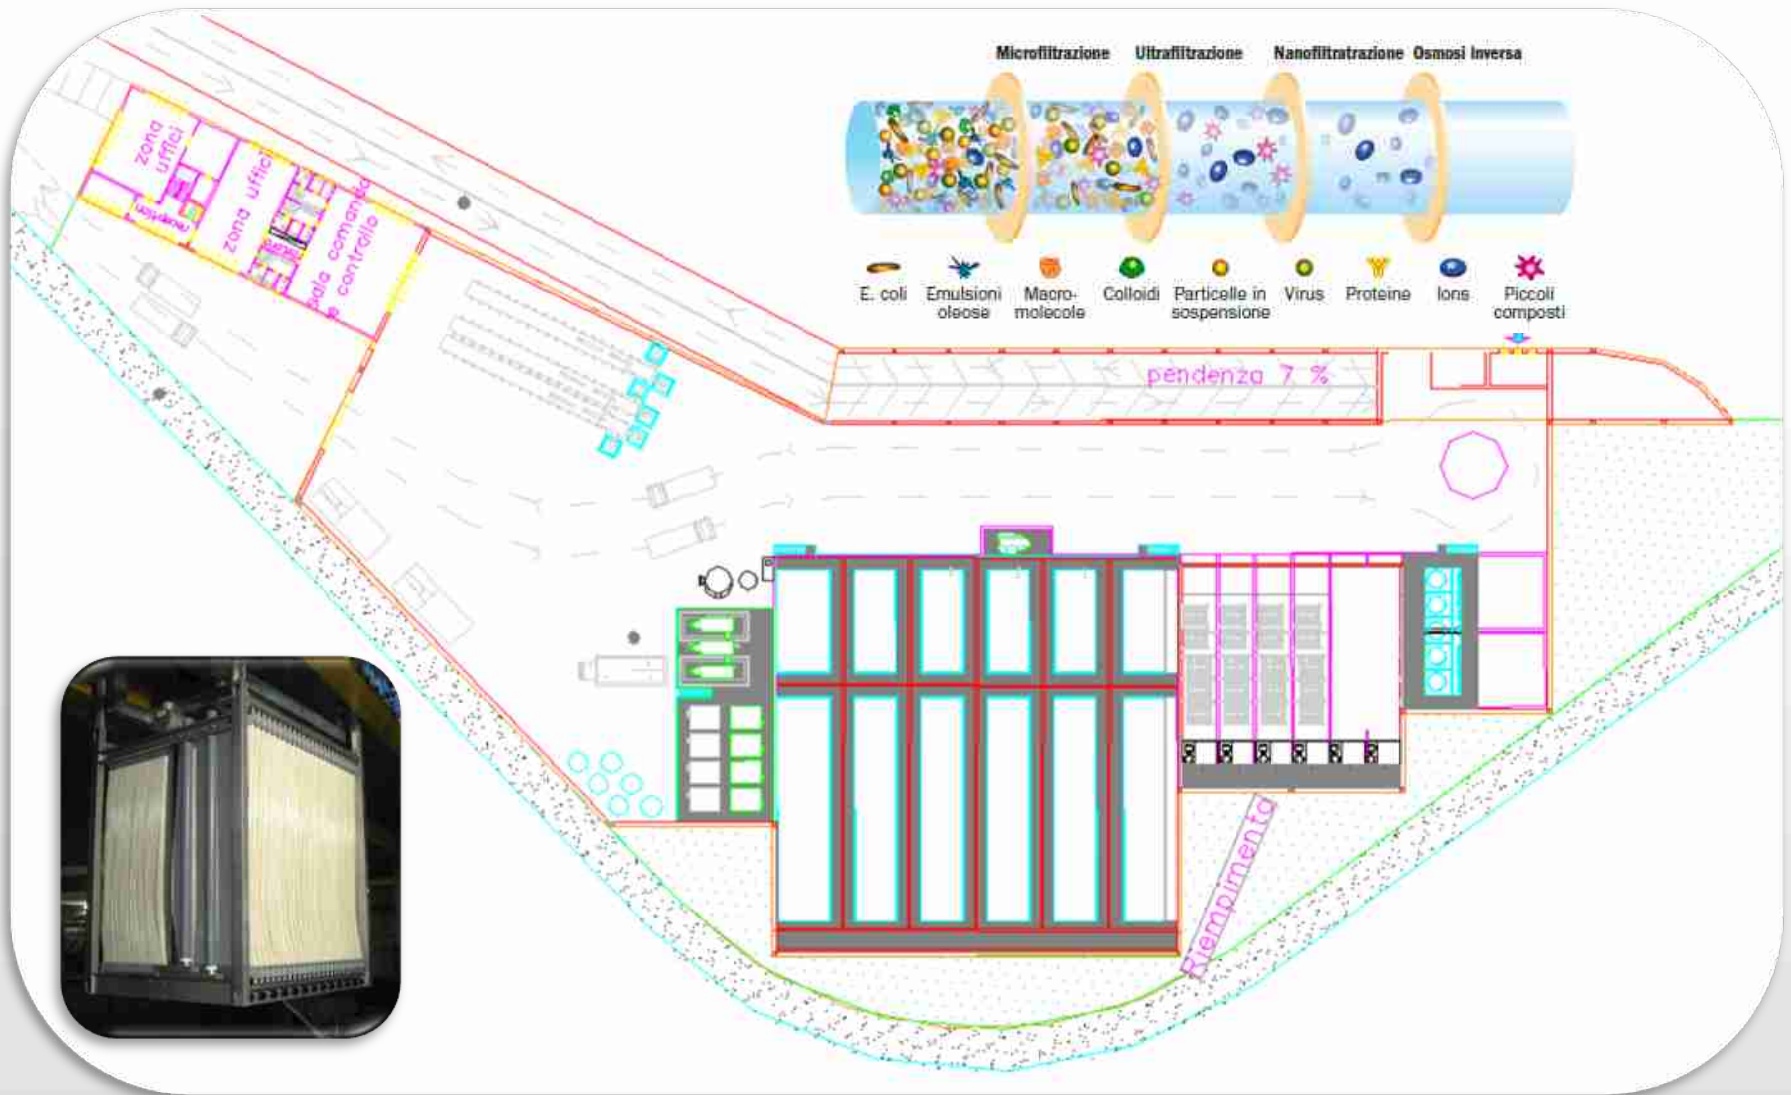 Microfiltrazione Ultrafiltrazione Nanofiltratrazione Osmosi Inversa
E. coli
Emulsioni
oleose
Macro-
molecole
Colloidi
Particelle in
sospensione
Virus
Proteine
Ions
Piccoli
composti
zona
uffici
zona uffici
sala comando
e controllo
pendenza 7 %
Riempimento